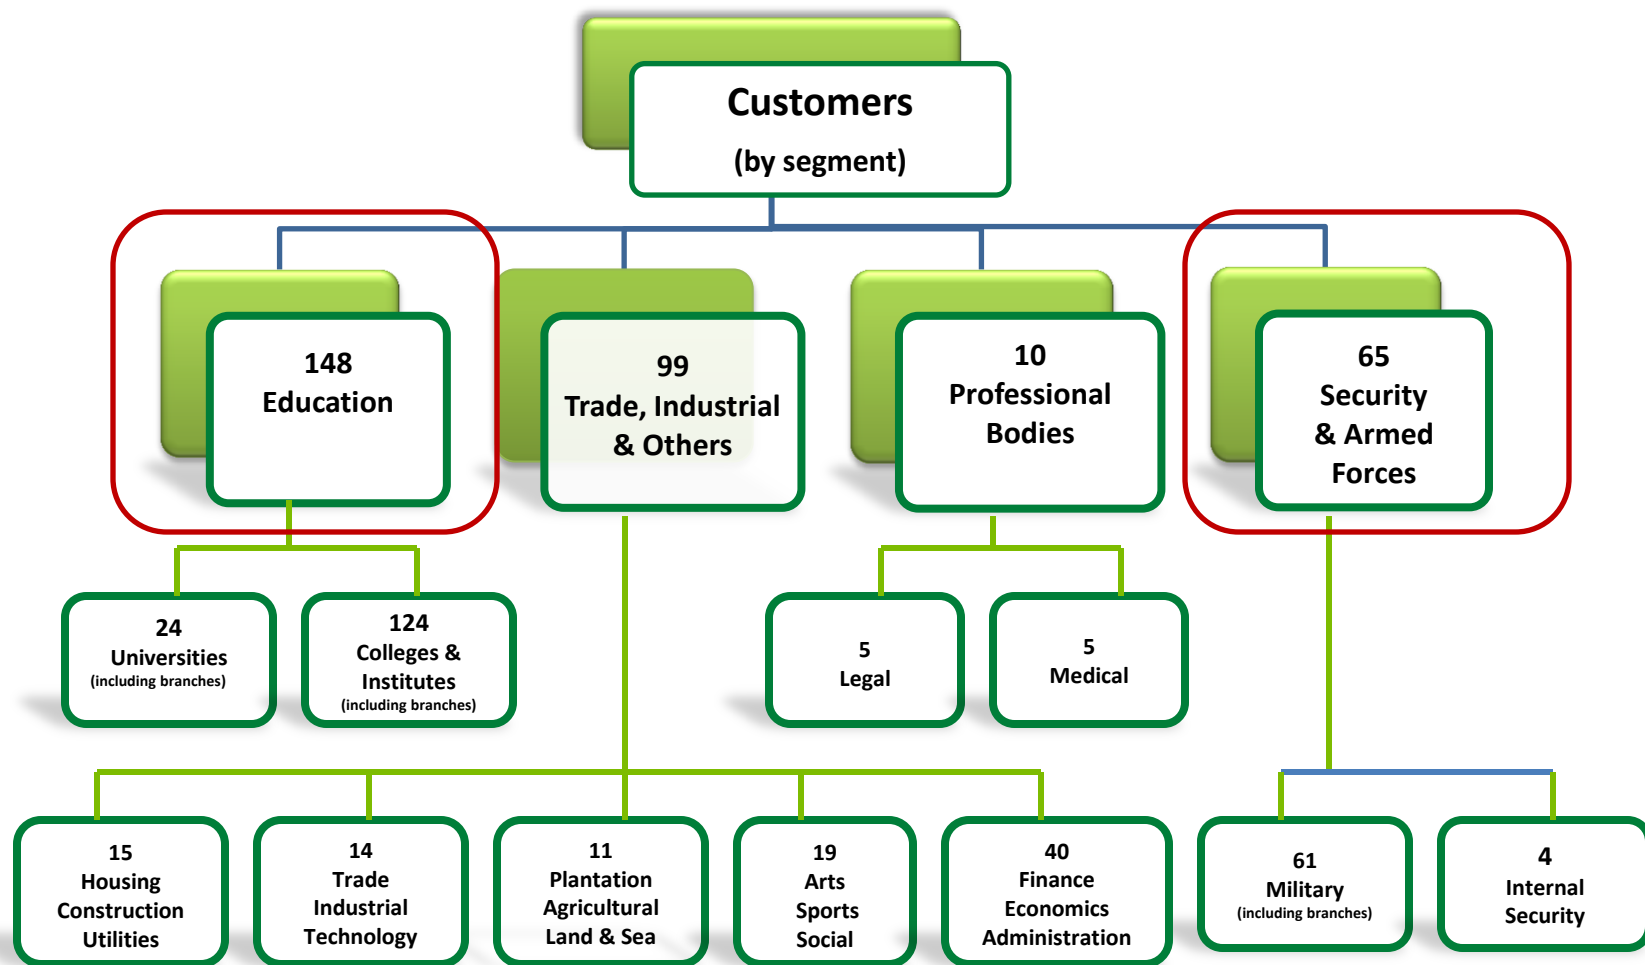 Customers
(by segment)
148
Education
99
Trade, Industrial
& Others
10
Professional
Bodies
65
Security
& Armed
Forces
24
Universities
(including branches)
124
Colleges &
Institutes
(including branches)
5
Legal
5
Medical
15
Housing
Construction
Utilities
14
Trade
Industrial
Technology
11
Plantation
Agricultural
Land & Sea
19
Arts
Sports
Social
40
Finance
Economics
Administration
61
Military
(including branches)
4
Internal
Security